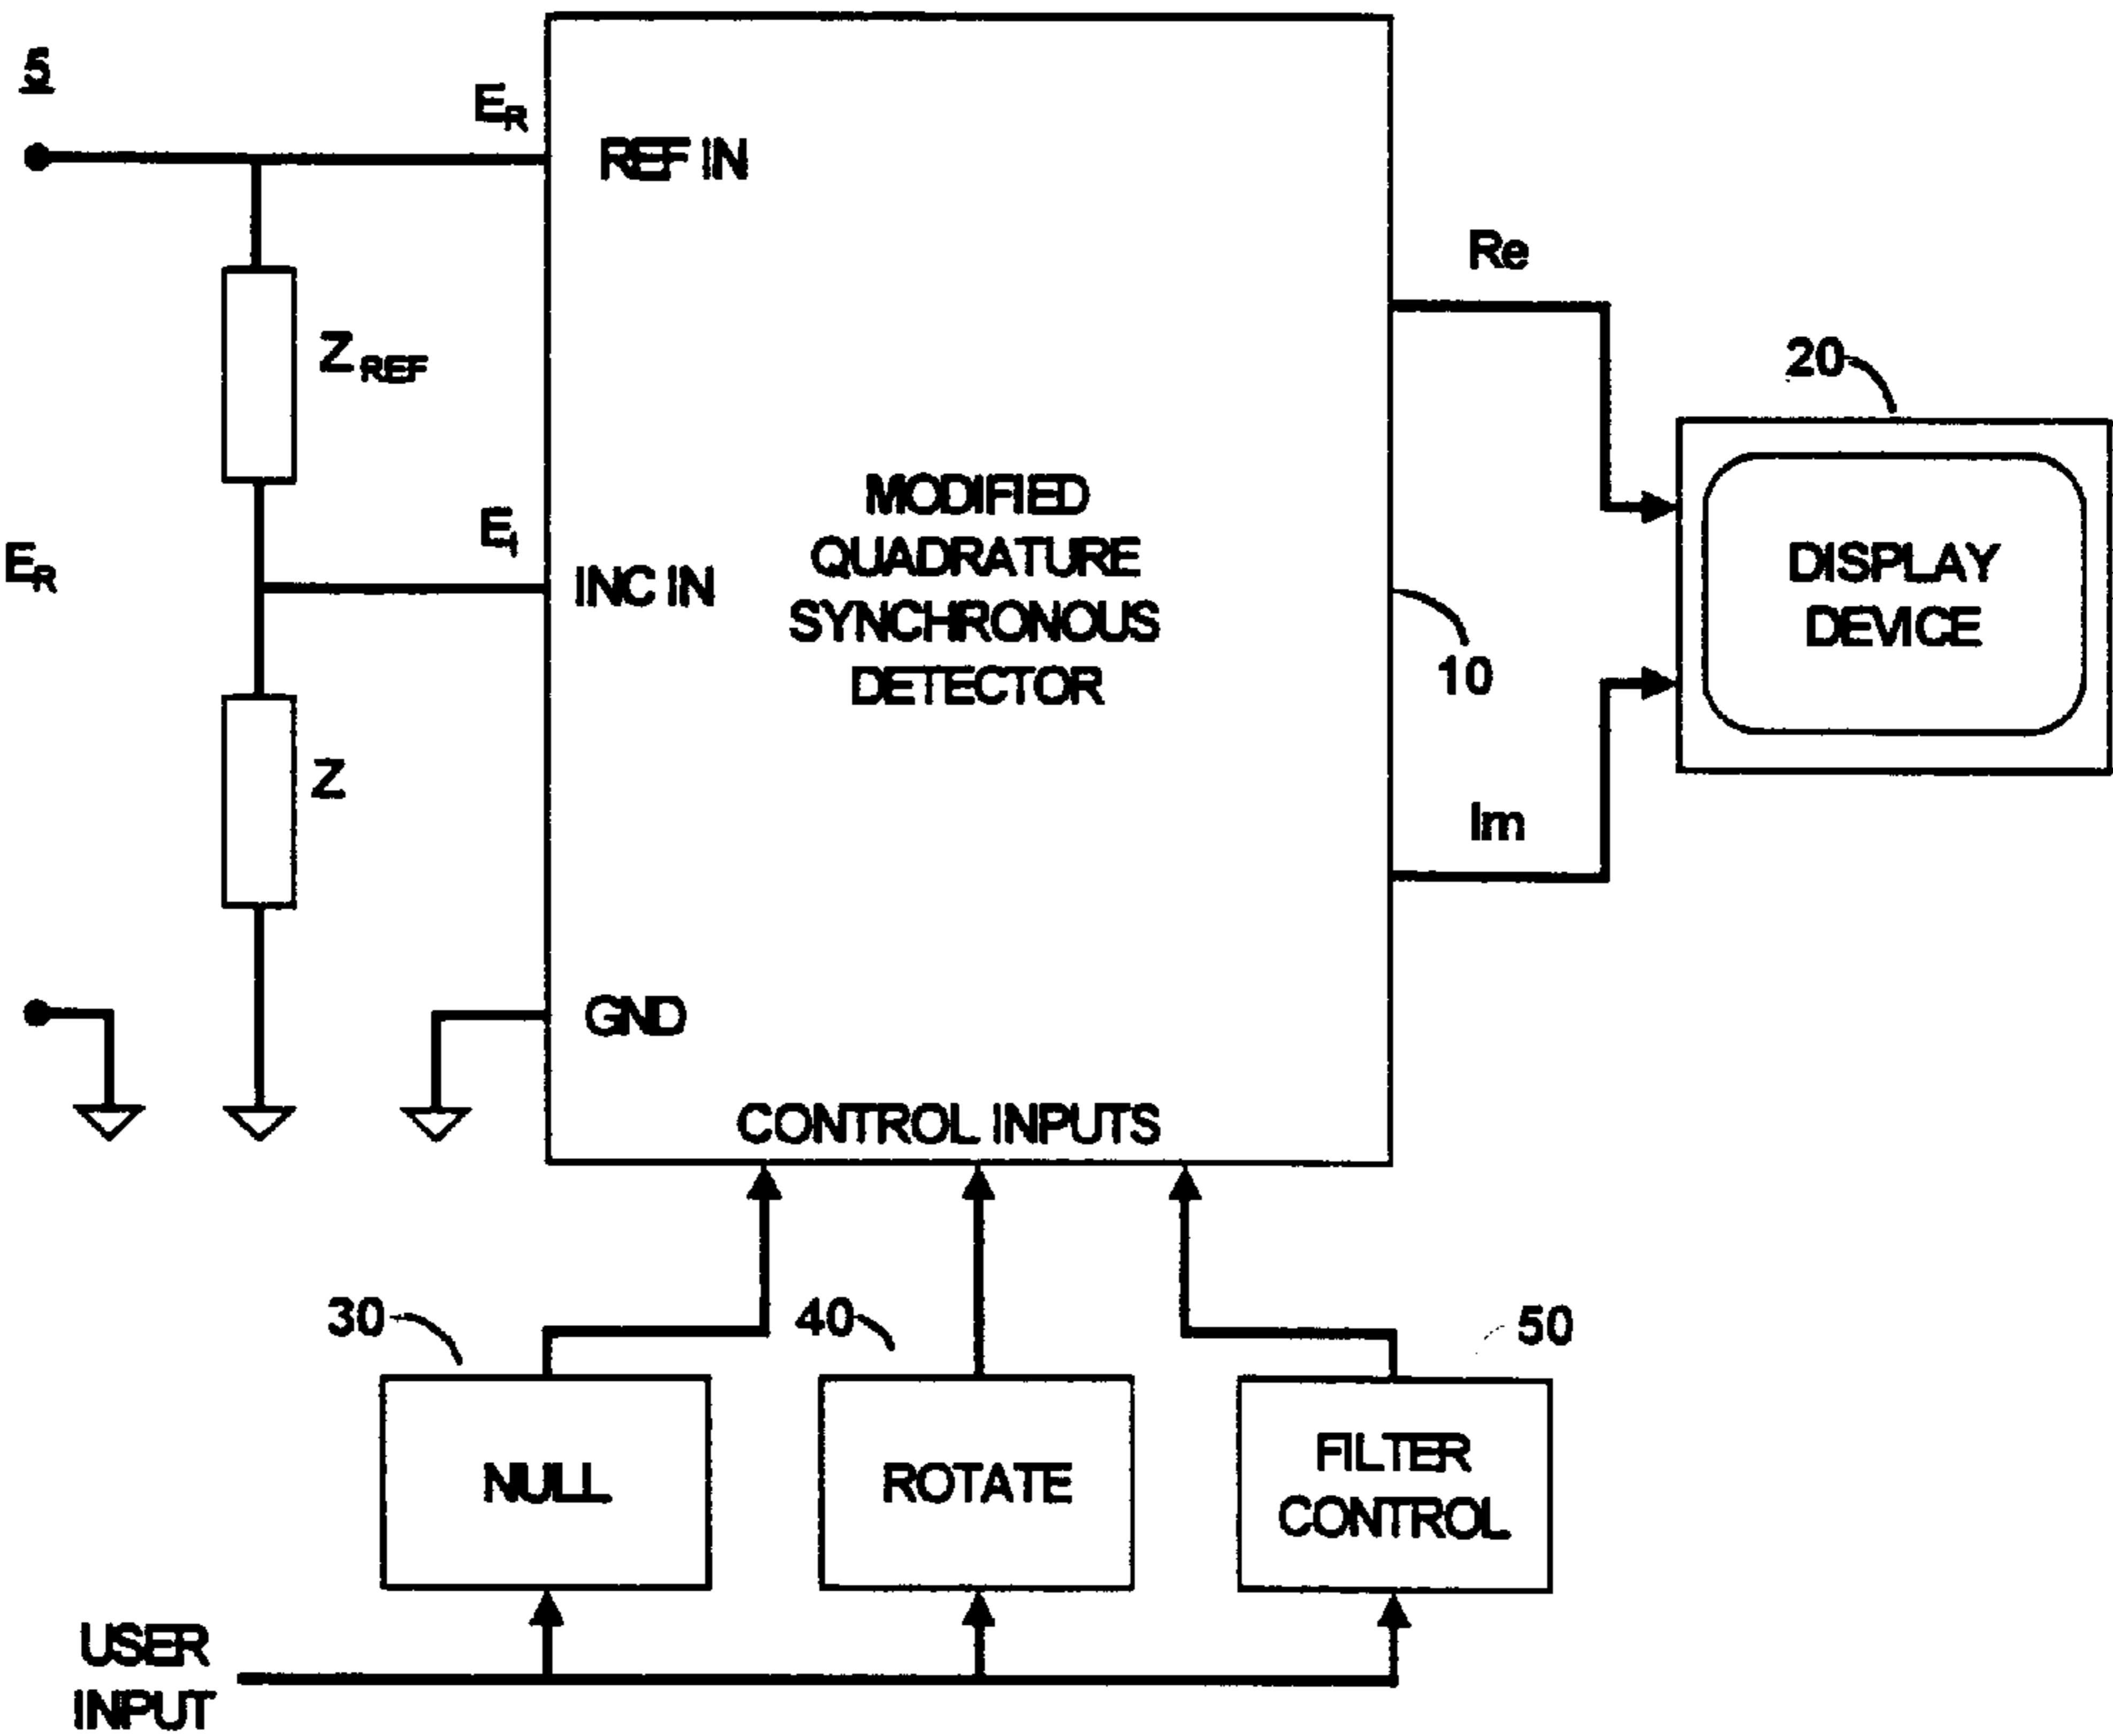 5
E_R
REF IN
Re
Z_REF
20
MODIFIED
QUADRATURE
SYNCHRONOUS
DETECTOR
E_I
E_R
INC IN
DISPLAY
DEVICE
10
Z
Im
GND
CONTROL INPUTS
30
40
50
NULL
ROTATE
FILTER
CONTROL
USER
INPUT